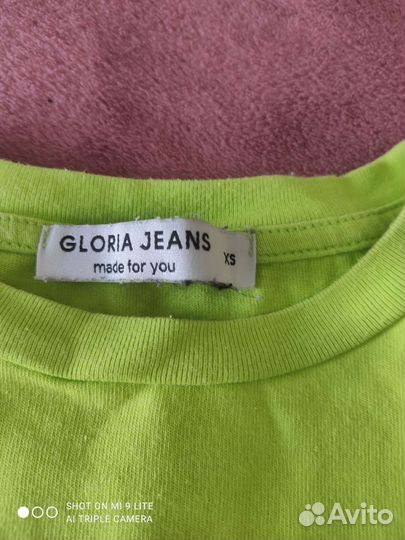 GLORIA JEANS
made for you
XS
SHOT ON MI 9 LITE
AI TRIPLE CAMERA
Avito